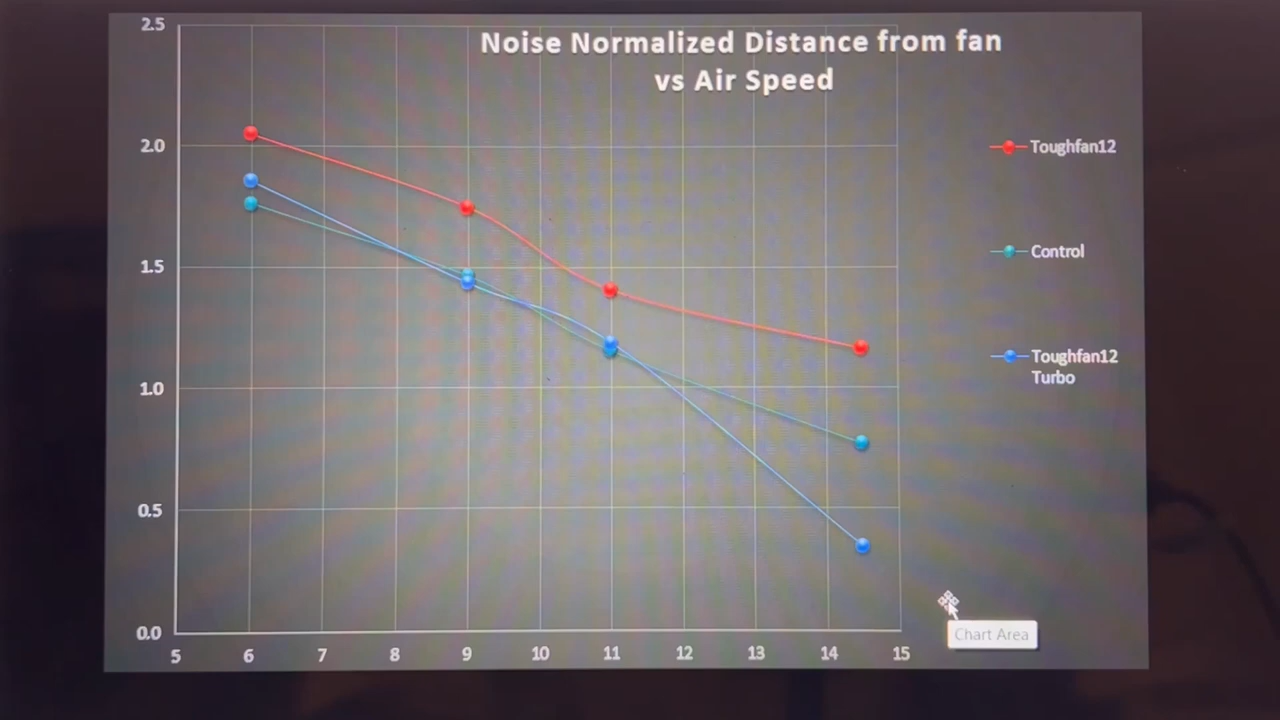 Noise Normalized Distance from fan
vs Air Speed
2.5
2.0
1.5
1.0
0.5
0.0
5 6 7 8 9 10 11 12 13 14 15
Toughfan12
Control
Toughfan12
Turbo
Chart Area